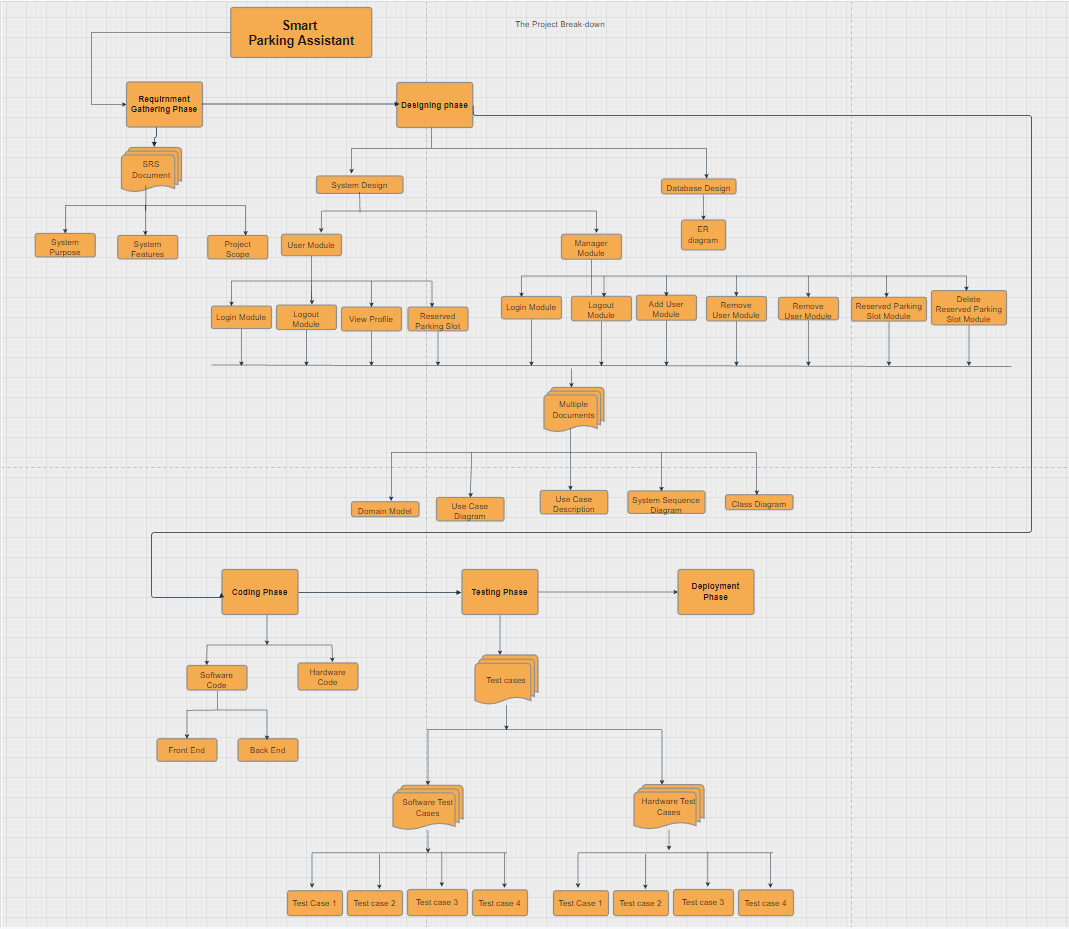 The Project Break-down
Smart
Parking Assistant
Requirnment
Gathering Phase
Designing phase
SRS
Document
System
Purpose
System
Features
Project
Scope
System Design
Database Design
User Module
Manager
Module
ER
diagram
Login Module
Logout
Module
View Profile
Reserved
Parking Slot
Login Module
Logout
Module
Add User
Module
Remove
User Module
Remove
User Module
Reserved Parking
Slot Module
Delete
Reserved Parking
Slot Module
Multiple
Documents
Domain Model
Use Case
Diagram
Use Case
Description
System Sequence
Diagram
Class Diagram
Coding Phase
Testing Phase
Deployment
Phase
Software
Code
Hardware
Code
Front End
Back End
Test cases
Software Test
Cases
Hardware Test
Cases
Test Case 1
Test case 2
Test case 3
Test case 4
Test Case 1
Test case 2
Test case 3
Test case 4